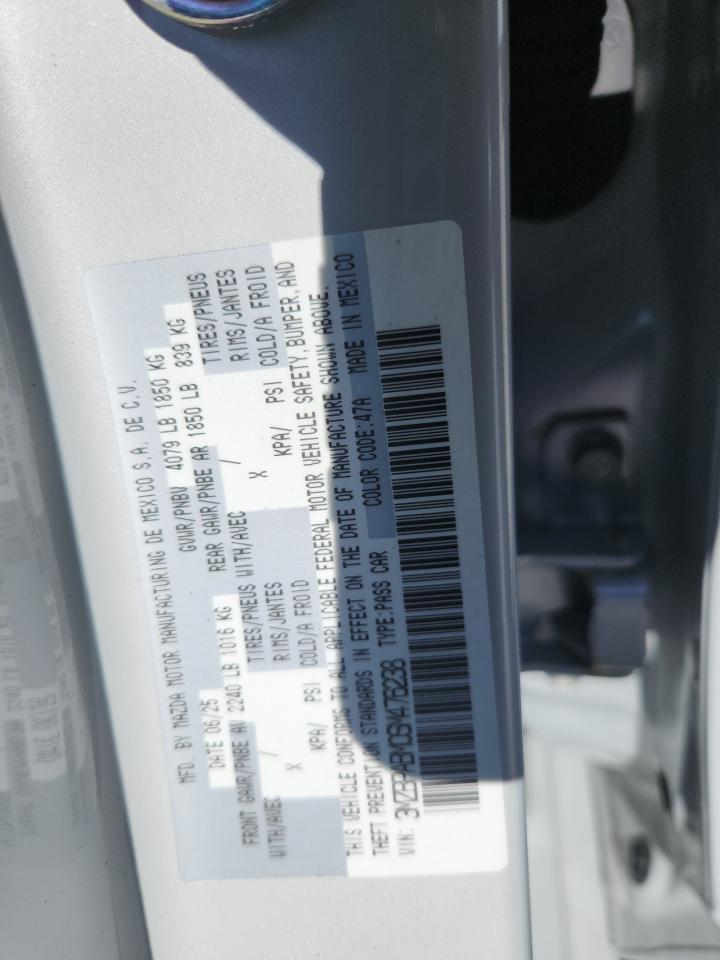 MFD. BY MAZDA MOTOR MANUFACTURING DE MEXICO S.A. DE C.V.
DATE 06/25 GVWR/PNBV 4079 LB 1850 KG
FRONT GAWR/PNBE AV 2240 LB 1016 KG REAR GAWR/PNBE AR 1850 LB 839 KG
WITH/AVEC / TIRES/PNEUS WITH/AVEC / TIRES/PNEUS
X RIMS/JANTES X RIMS/JANTES
KPA/ PSI COLD/A FROID KPA/ PSI COLD/A FROID
THIS VEHICLE CONFORMS TO ALL APPLICABLE FEDERAL MOTOR VEHICLE SAFETY,BUMPER,AND
THEFT PREVENTION STANDARDS IN EFFECT ON THE DATE OF MANUFACTURE SHOWN ABOVE.
VIN: 3MZBPABM0SM476238 TYPE:PASS CAR COLOR CODE:47A MADE IN MEXICO